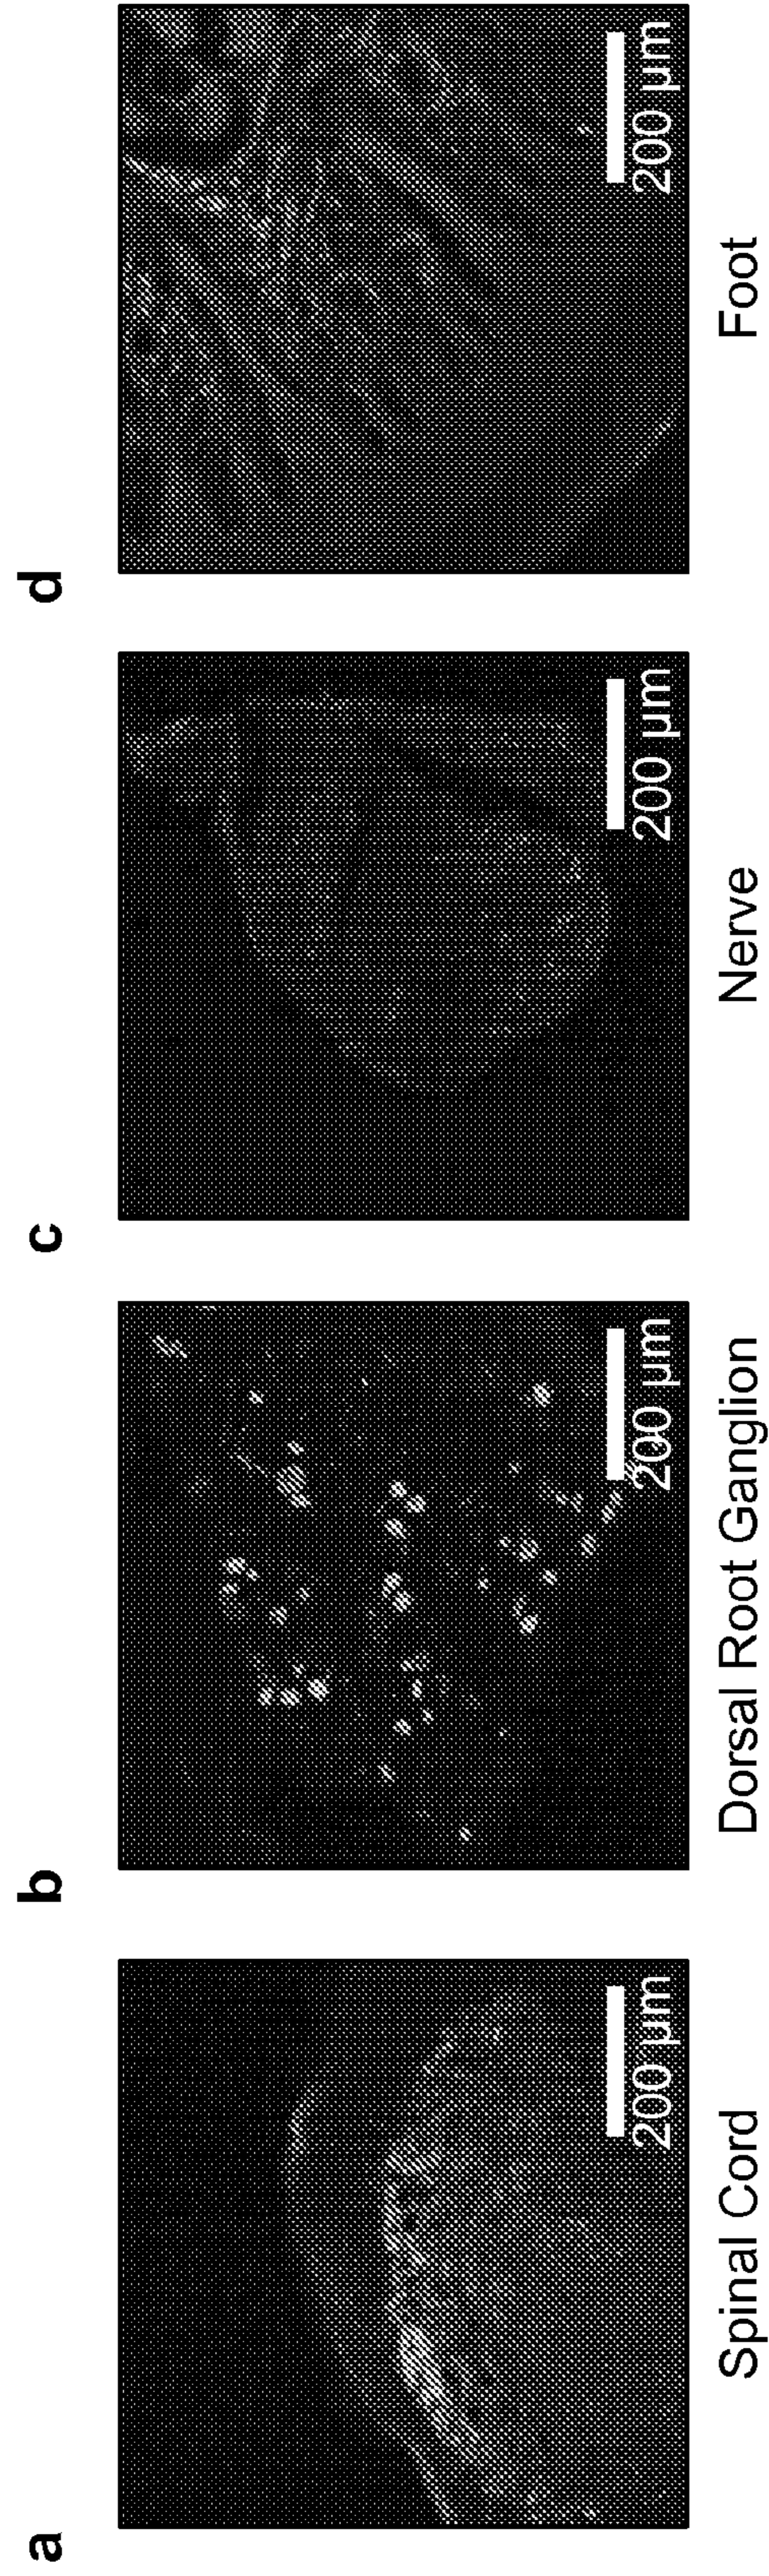 a
200 μm
Spinal Cord
b
200 μm
Dorsal Root Ganglion
c
200 μm
Nerve
d
200 μm
Foot